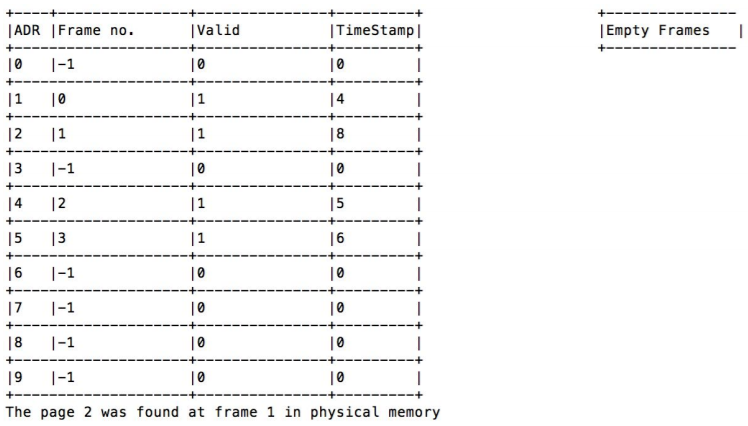 +----+---------------+---------------+---------+ +---------------
|ADR |Frame no. |Valid |TimeStamp| |Empty Frames |
+----+---------------+---------------+---------+ +---------------
|0 |-1 |0 |0 |
+---------------------+---------------+---------+
|1 |0 |1 |4 |
+---------------------+---------------+---------+
|2 |1 |1 |8 |
+---------------------+---------------+---------+
|3 |-1 |0 |0 |
+---------------------+---------------+---------+
|4 |2 |1 |5 |
+---------------------+---------------+---------+
|5 |3 |1 |6 |
+---------------------+---------------+---------+
|6 |-1 |0 |0 |
+---------------------+---------------+---------+
|7 |-1 |0 |0 |
+---------------------+---------------+---------+
|8 |-1 |0 |0 |
+---------------------+---------------+---------+
|9 |-1 |0 |0 |
+---------------------+---------------+---------+
The page 2 was found at frame 1 in physical memory